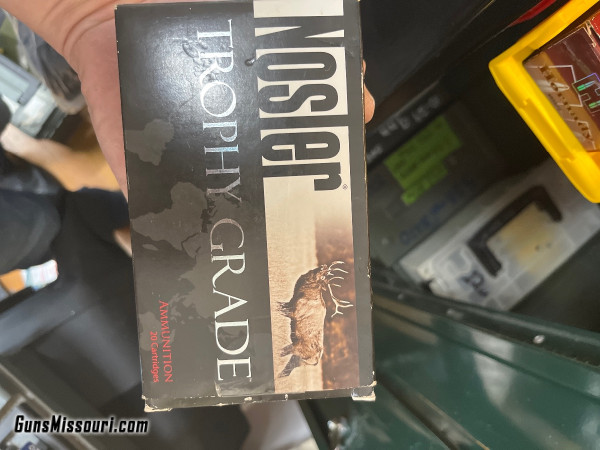 Nosler®
TROPHY GRADE
AMMUNITION
20 Cartridges
GunsMissouri.com